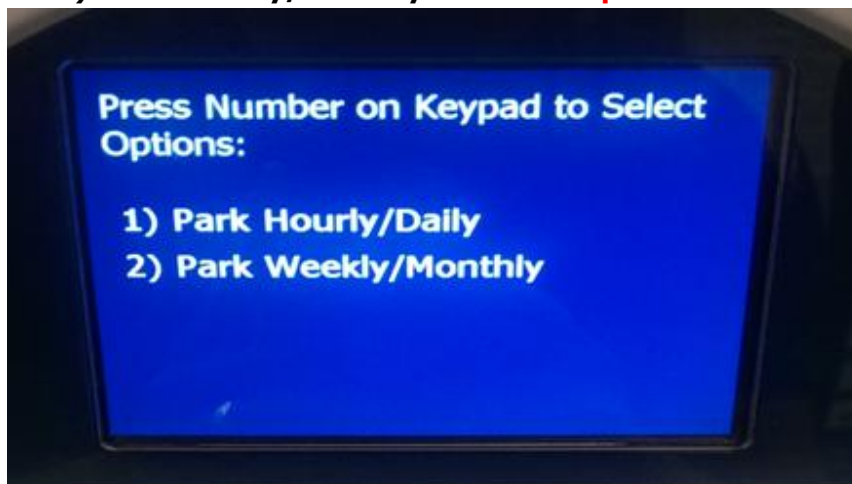 Press Number on Keypad to Select
Options:
1) Park Hourly/Daily
2) Park Weekly/Monthly